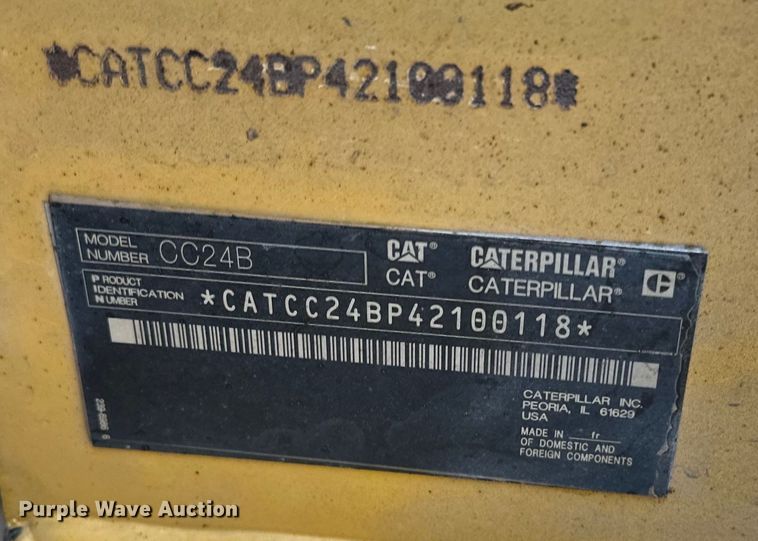 *CATCC24BP42100118*
MODEL NUMBER CC24B
CAT® CATERPILLAR®
CAT® CATERPILLAR®
PRODUCT IDENTIFICATION NUMBER *CATCC24BP42100118*
CATERPILLAR INC.
PEORIA, IL 61629
USA
MADE IN fr
OF DOMESTIC AND
FOREIGN COMPONENTS
Purple Wave Auction